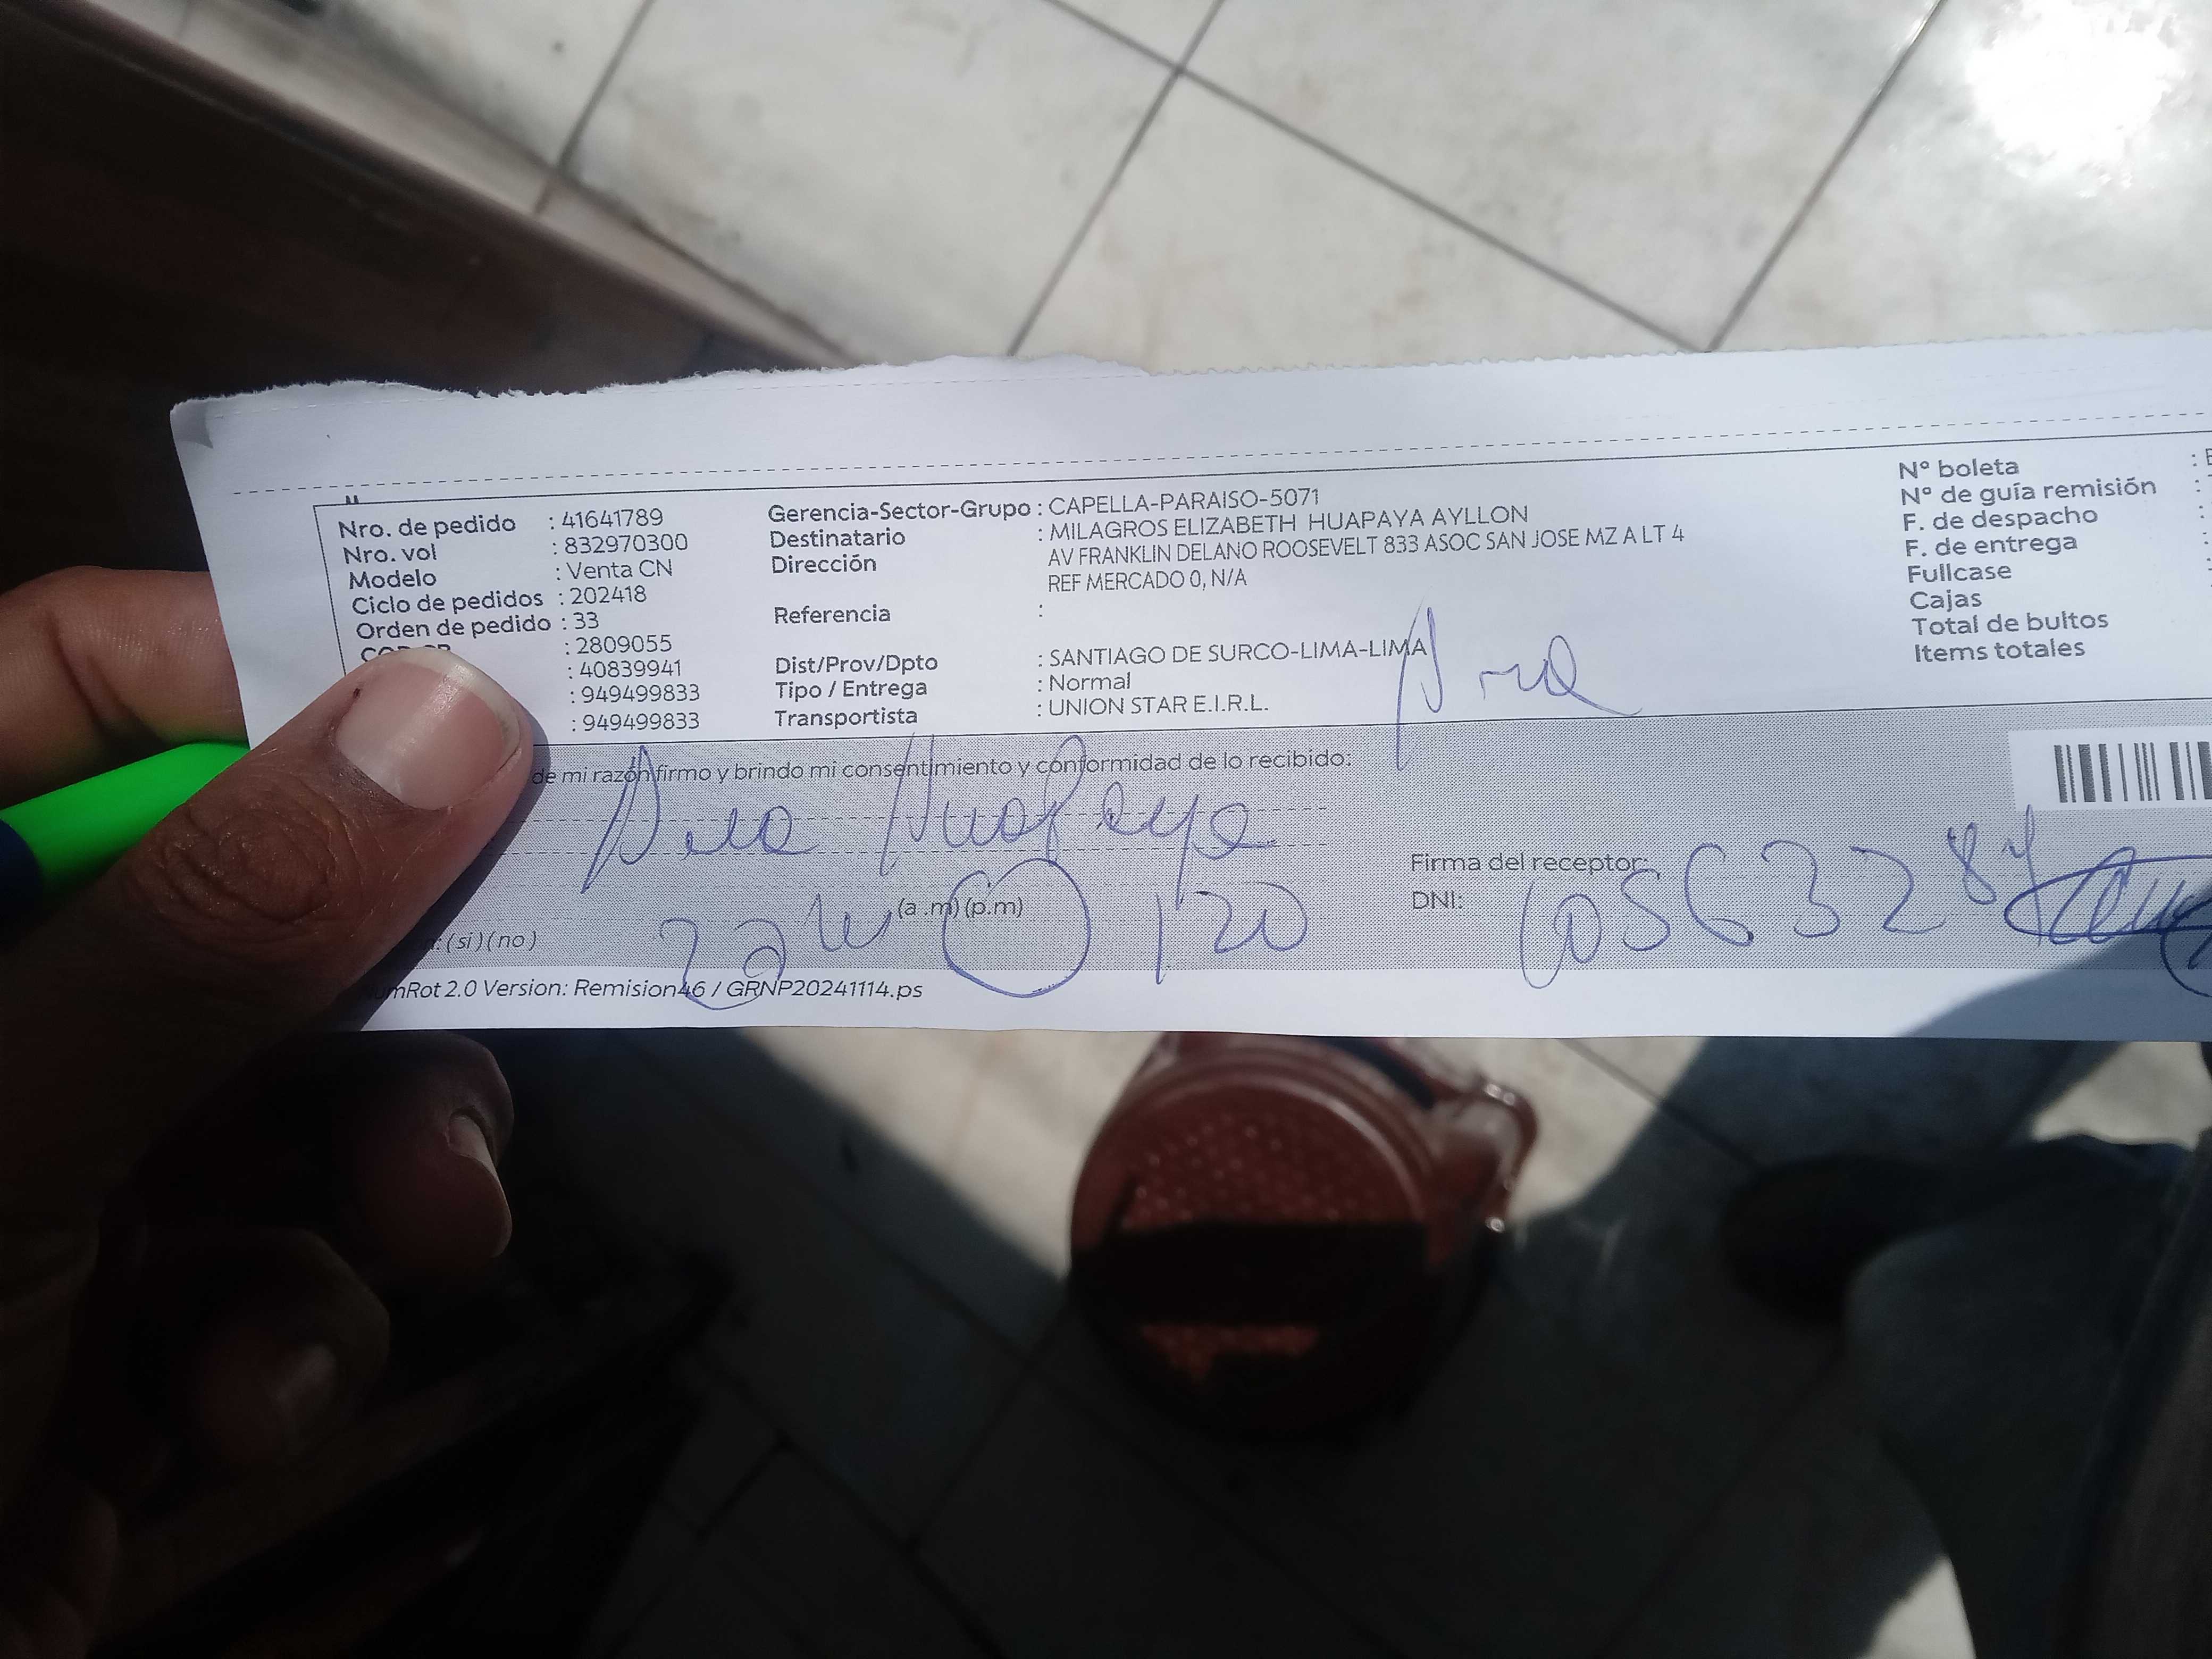 Nro. de pedido : 41641789
Nro. vol : 832970300
Modelo : Venta CN
Ciclo de pedidos : 202418
Orden de pedido : 33
: 2809055
: 40839941
: 949499833
: 949499833
Gerencia-Sector-Grupo : CAPELLA-PARAISO-5071
Destinatario : MILAGROS ELIZABETH HUAPAYA AYLLON
Dirección AV FRANKLIN DELANO ROOSEVELT 833 ASOC SAN JOSE MZ A LT 4
REF MERCADO 0, N/A
Referencia :
Dist/Prov/Dpto : SANTIAGO DE SURCO-LIMA-LIMA
Tipo / Entrega : Normal
Transportista : UNION STAR E.I.R.L.
N° boleta :
N° de guía remisión :
F. de despacho :
F. de entrega
Fullcase
Cajas
Total de bultos
Items totales
de mi razón firmo y brindo mi consentimiento y conformidad de lo recibido:
Huapaya
Firma del receptor:
(a .m) (p.m)
120
DNI:
: (si) (no)
mRot 2.0 Version: Remision46 / GRNP20241114.ps